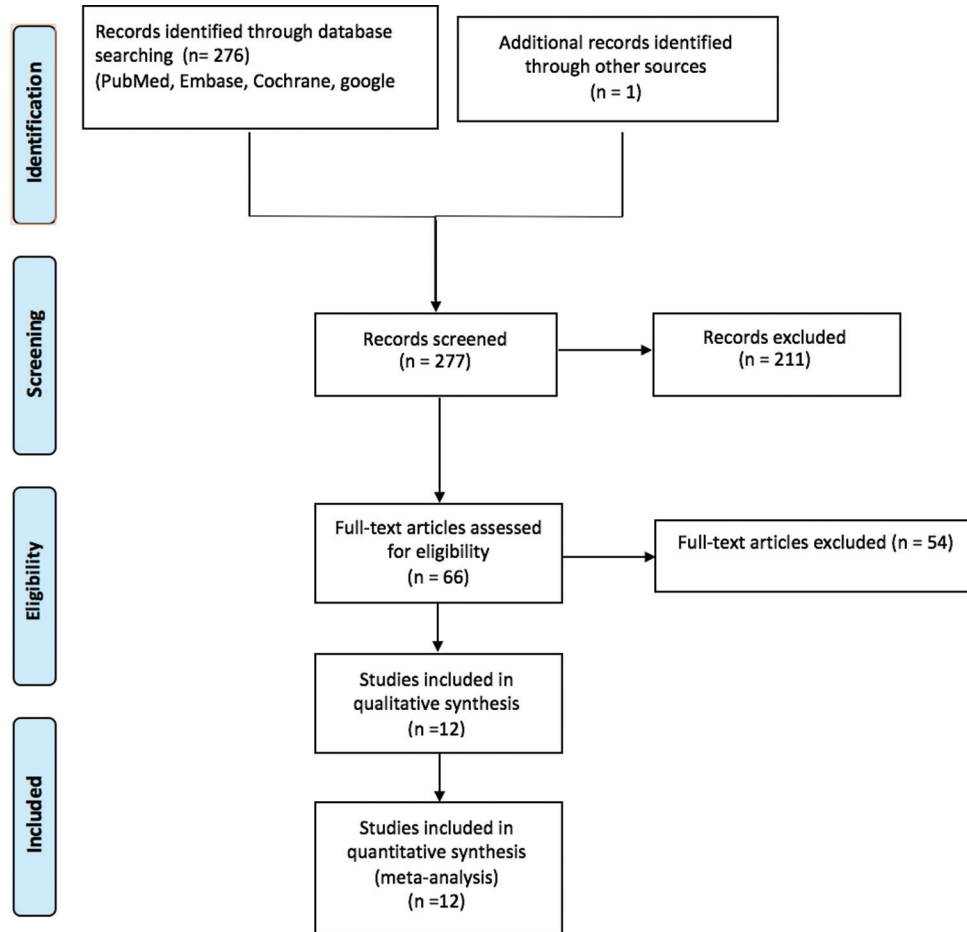 Identification
Records identified through database
searching (n= 276)
(PubMed, Embase, Cochrane, google
Additional records identified
through other sources
(n = 1)
Screening
Records screened
(n = 277)
Records excluded
(n = 211)
Eligibility
Full-text articles assessed
for eligibility
(n = 66)
Full-text articles excluded (n = 54)
Studies included in
qualitative synthesis
(n =12)
Included
Studies included in
quantitative synthesis
(meta-analysis)
(n =12)